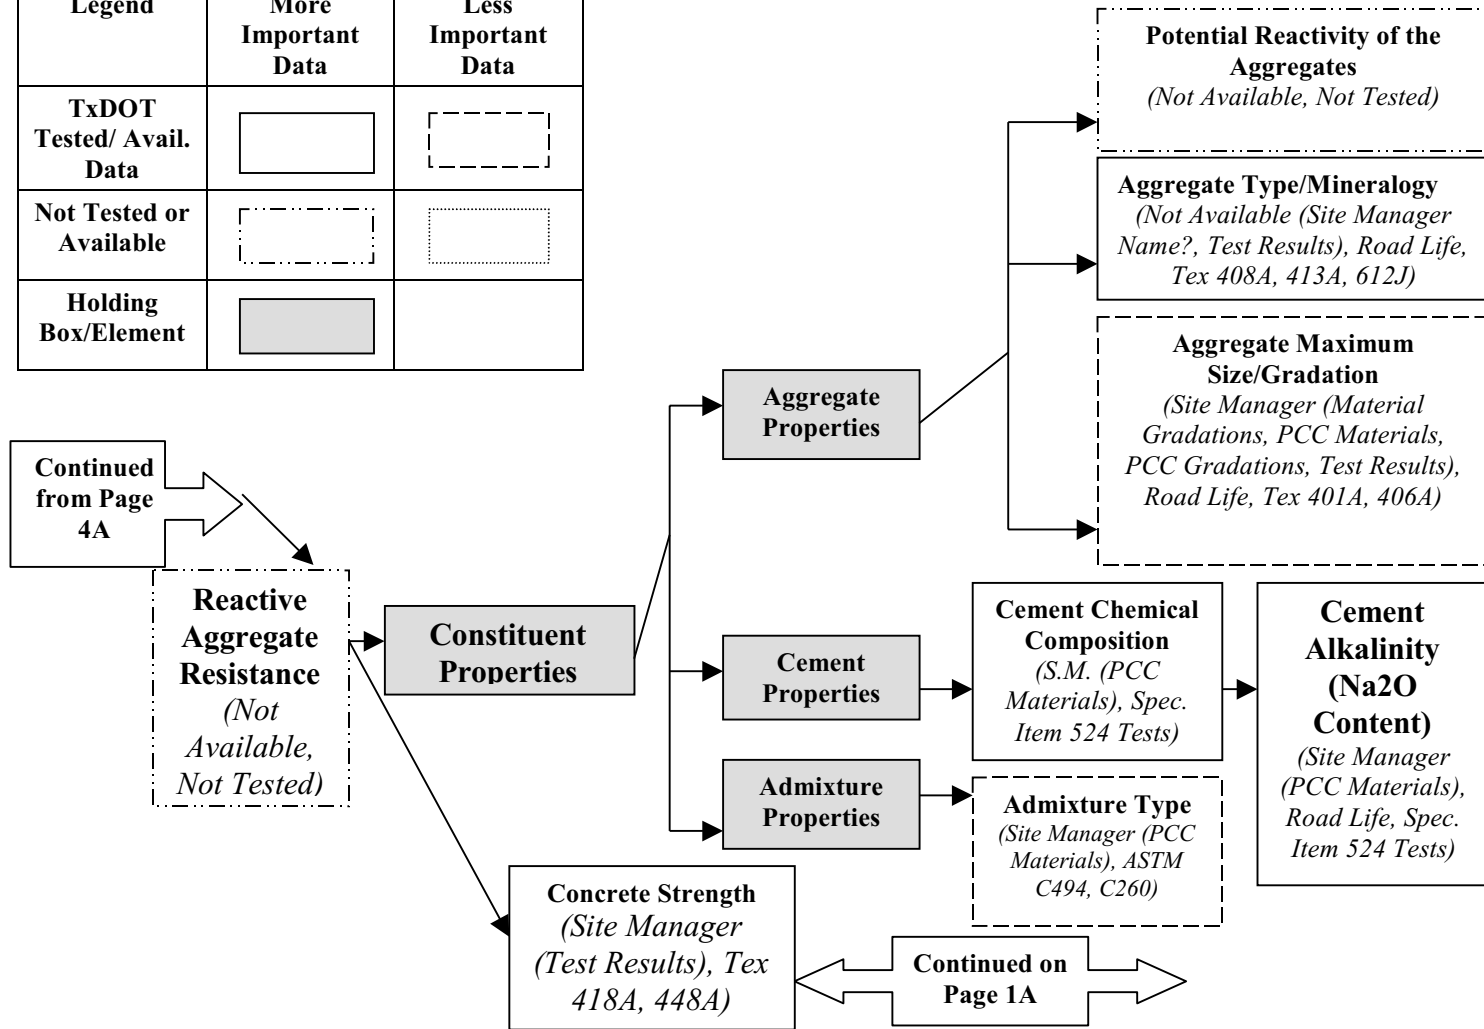 Legend
More
Important
Data
Less
Important
Data
TxDOT
Tested/ Avail.
Data
Not Tested or
Available
Holding
Box/Element
Potential Reactivity of the
Aggregates
(Not Available, Not Tested)
Aggregate Type/Mineralogy
(Not Available (Site Manager
Name?, Test Results), Road Life,
Tex 408A, 413A, 612J)
Aggregate Maximum
Size/Gradation
(Site Manager (Material
Gradations, PCC Materials,
PCC Gradations, Test Results),
Road Life, Tex 401A, 406A)
Aggregate
Properties
Continued
from Page
4A
Reactive
Aggregate
Resistance
(Not
Available,
Not Tested)
Constituent
Properties
Cement
Properties
Cement Chemical
Composition
(S.M. (PCC
Materials), Spec.
Item 524 Tests)
Cement
Alkalinity
(Na2O
Content)
(Site Manager
(PCC Materials),
Road Life, Spec.
Item 524 Tests)
Admixture
Properties
Admixture Type
(Site Manager (PCC
Materials), ASTM
C494, C260)
Concrete Strength
(Site Manager
(Test Results), Tex
418A, 448A)
Continued on
Page 1A